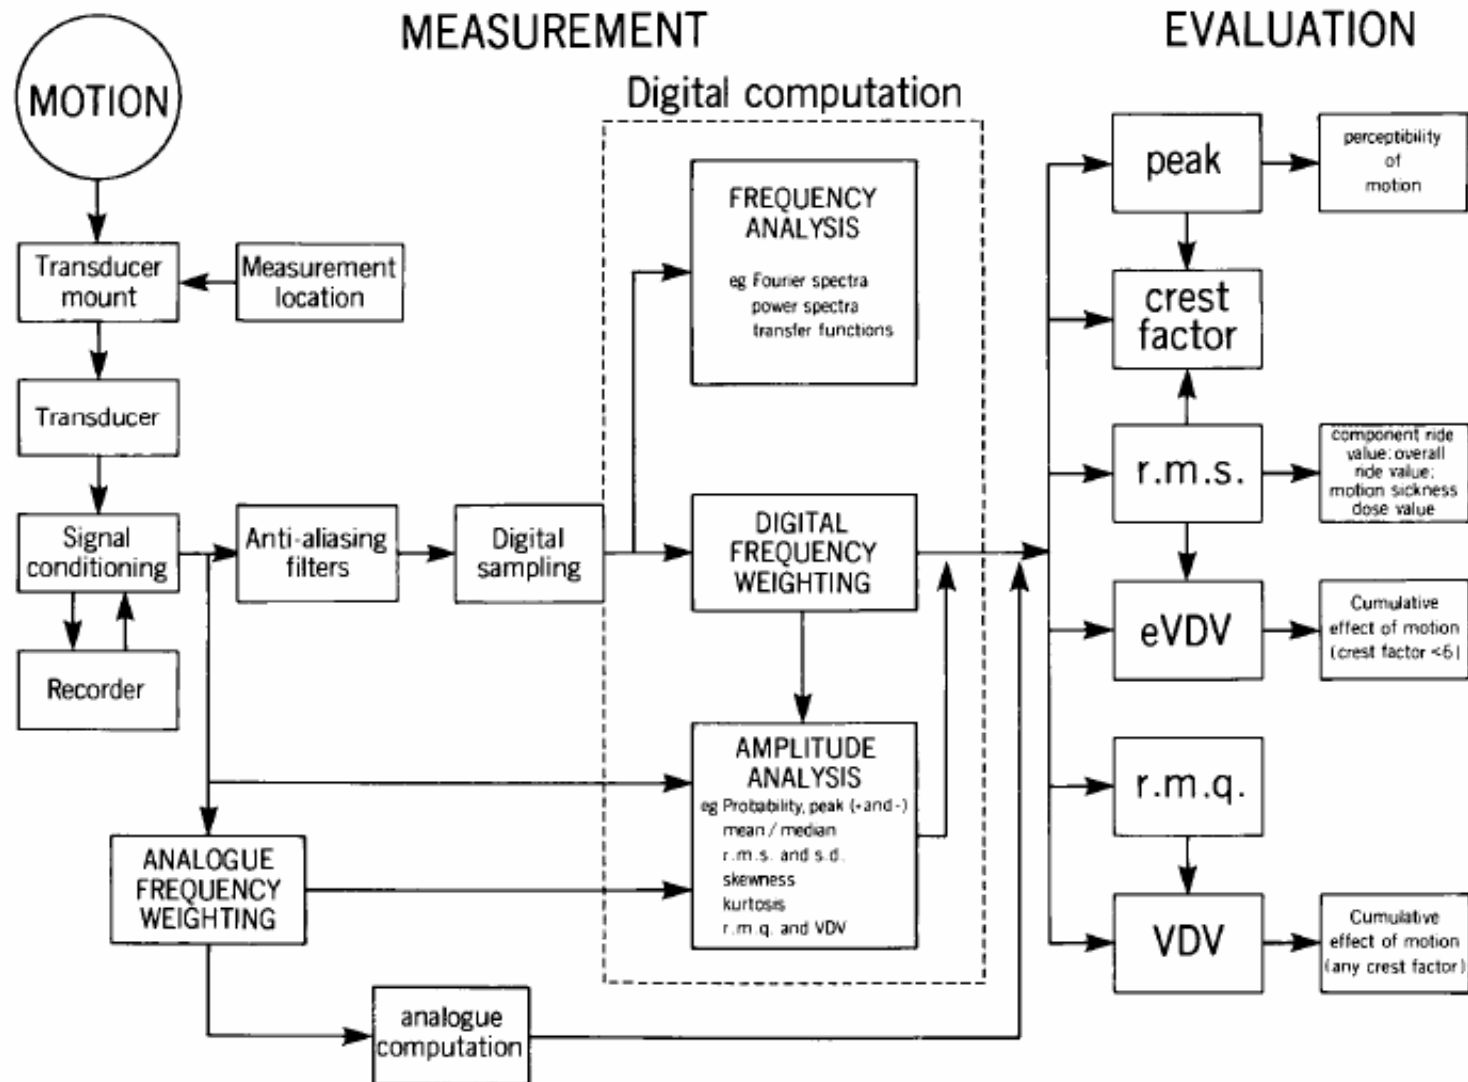 MEASUREMENT
EVALUATION
MOTION
Digital computation
Transducer
mount
Measurement
location
Transducer
Signal
conditioning
Recorder
Anti-aliasing
filters
Digital
sampling
FREQUENCY
ANALYSIS
eg Fourier spectra
power spectra
transfer functions
DIGITAL
FREQUENCY
WEIGHTING
AMPLITUDE
ANALYSIS
eg Probability, peak (+and-)
mean / median
r.m.s. and s.d.
skewness
kurtosis
r.m.q. and VDV
ANALOGUE
FREQUENCY
WEIGHTING
analogue
computation
peak
perceptibility
of
motion
crest
factor
r.m.s.
component ride
value: overall
ride value;
motion sickness
dose value
eVDV
Cumulative
effect of motion
(crest factor <6)
r.m.q.
VDV
Cumulative
effect of motion
(any crest factor)